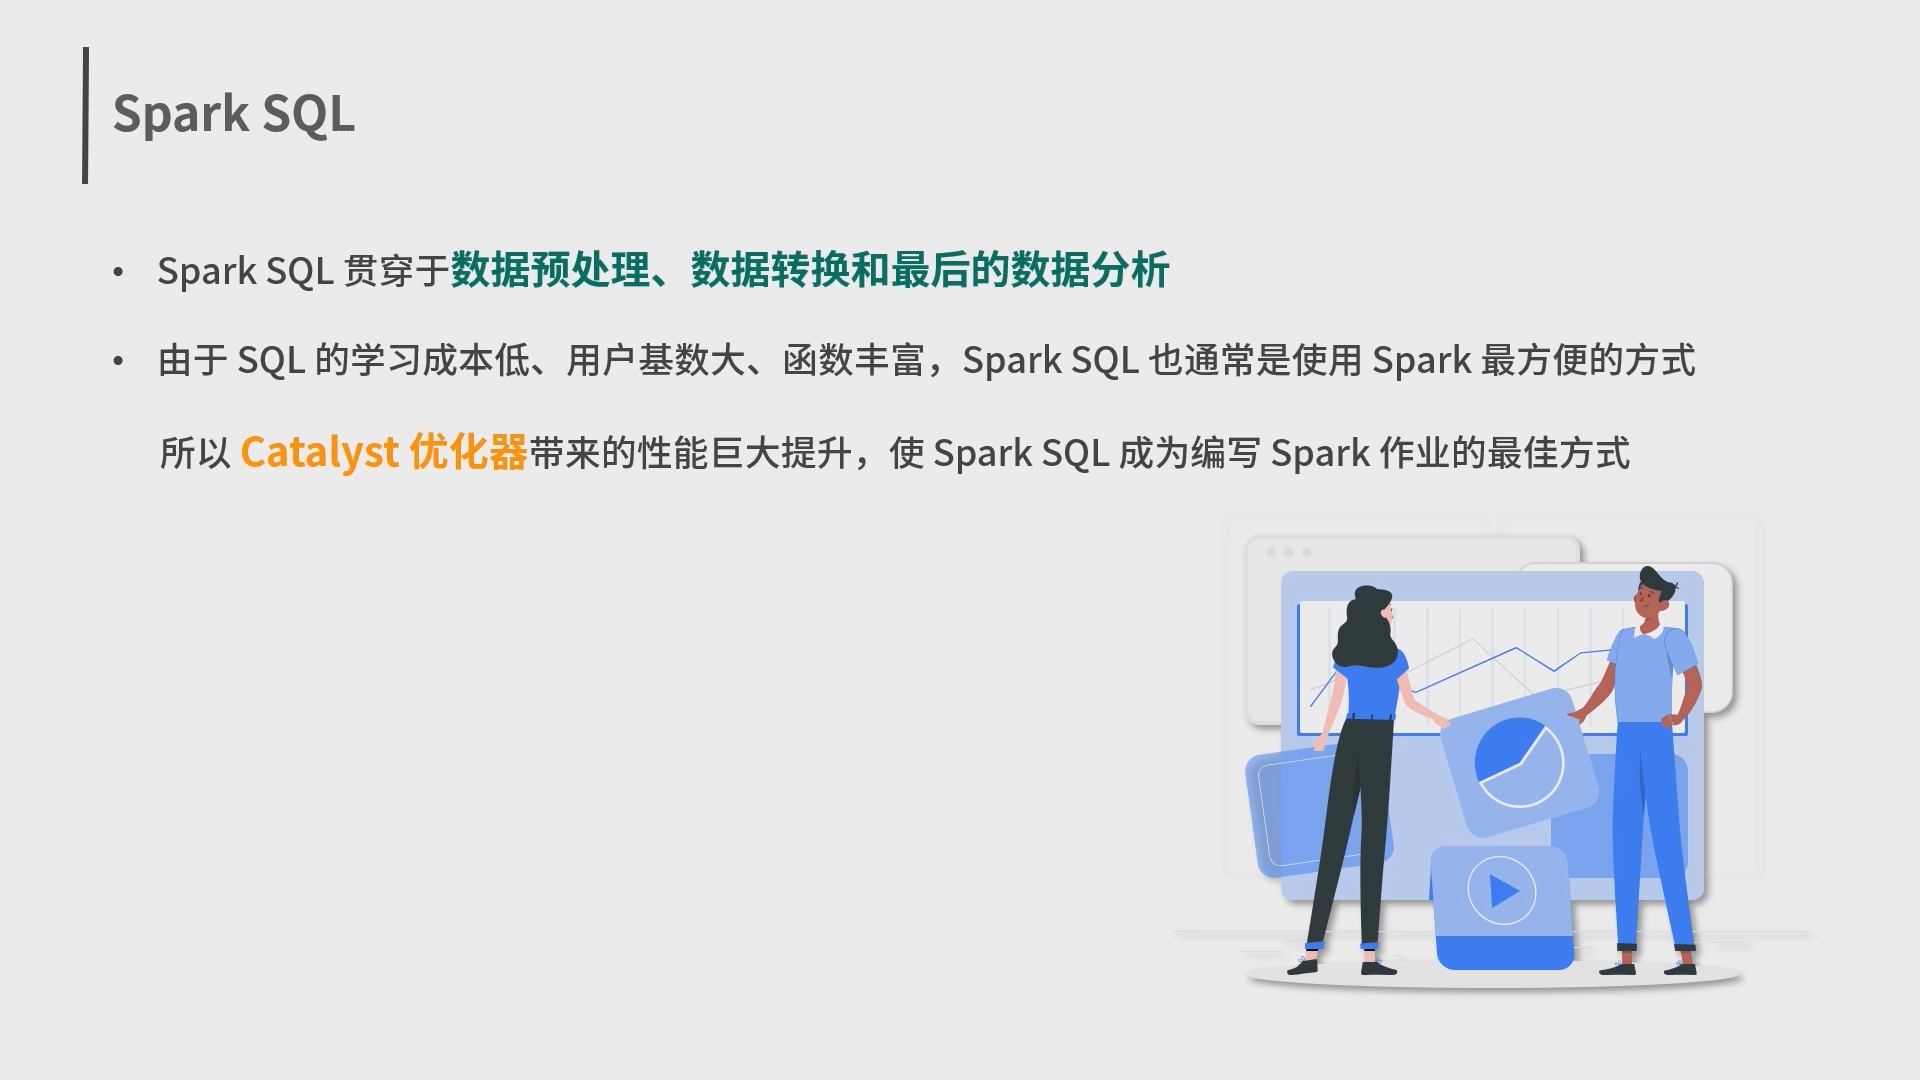 Spark SQL
• Spark SQL 贯穿于数据预处理、数据转换和最后的数据分析
• 由于 SQL 的学习成本低、用户基数大、函数丰富，Spark SQL 也通常是使用 Spark 最方便的方式
所以 Catalyst 优化器带来的性能巨大提升，使 Spark SQL 成为编写 Spark 作业的最佳方式